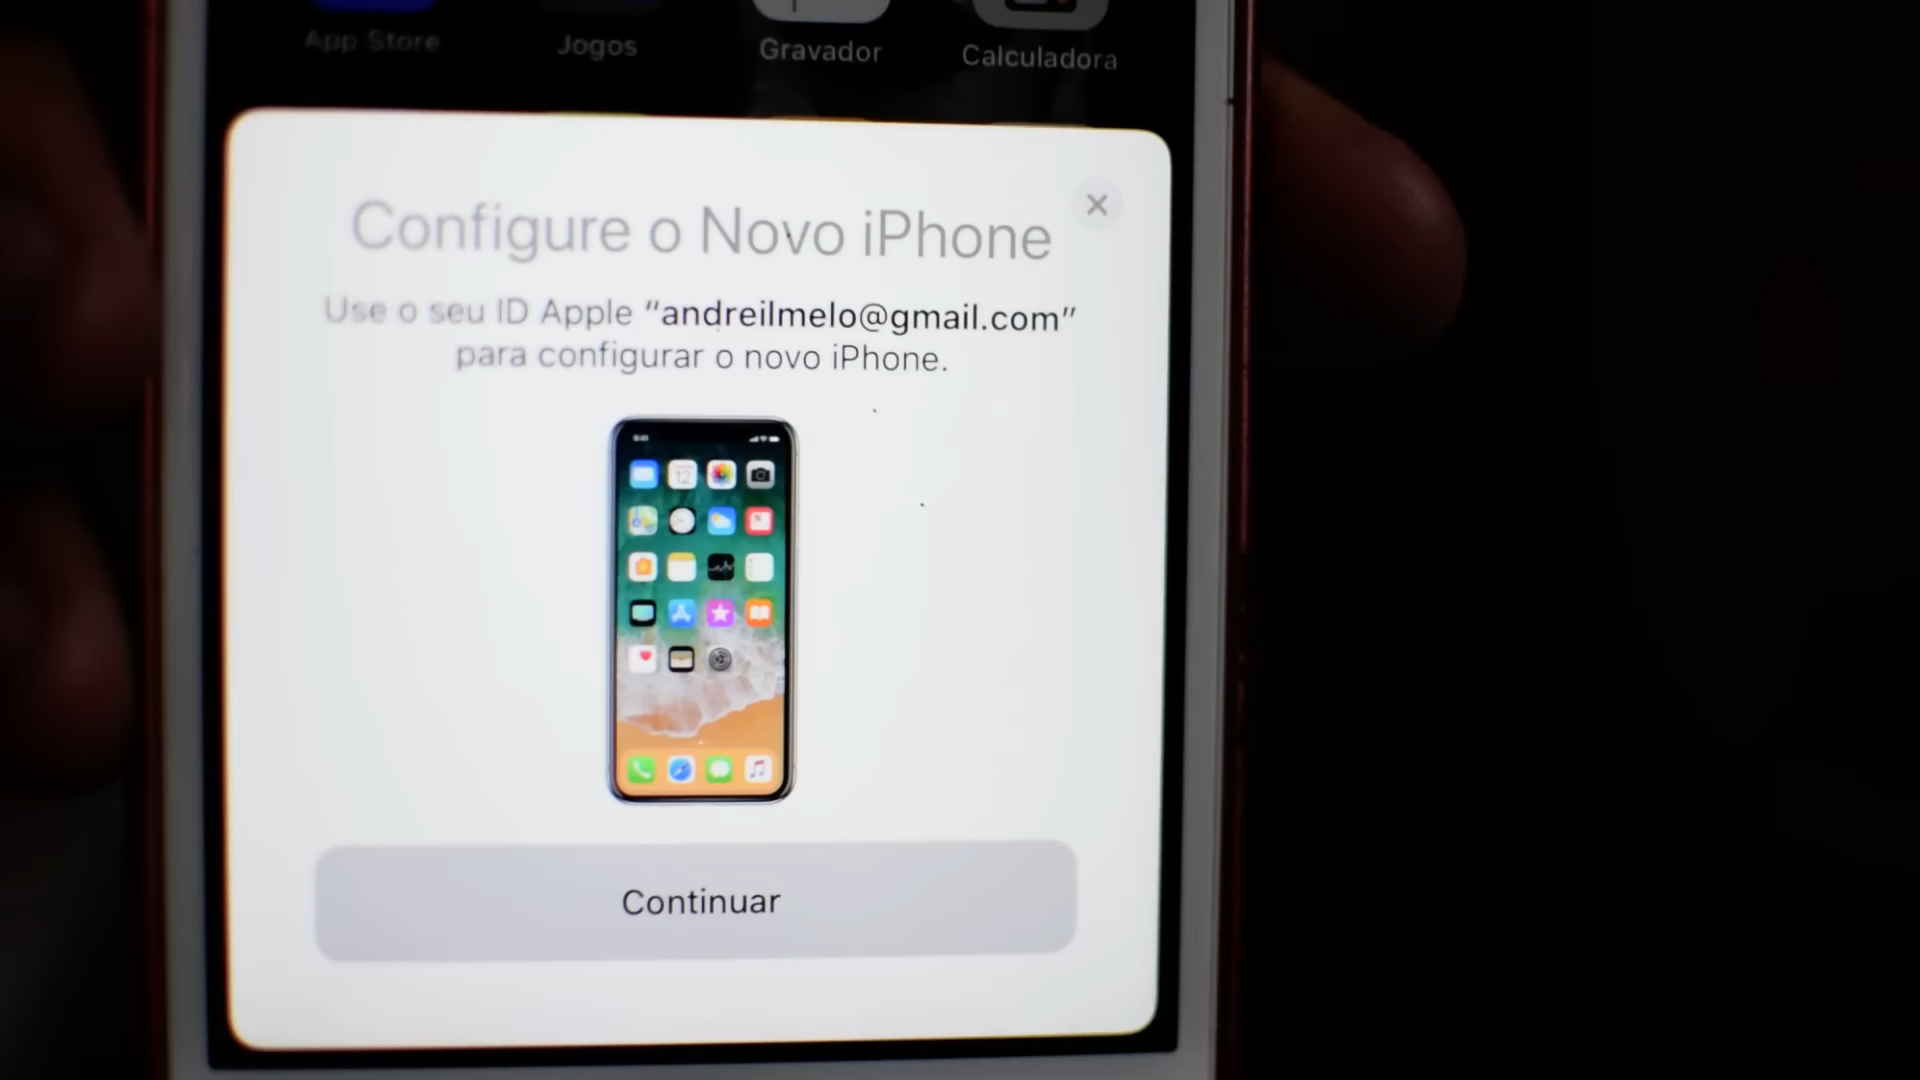 App Store Jogos Gravador Calculadora
Configure o Novo iPhone
Use o seu ID Apple “andreilmelo@gmail.com”
para configurar o novo iPhone.
12
Continuar